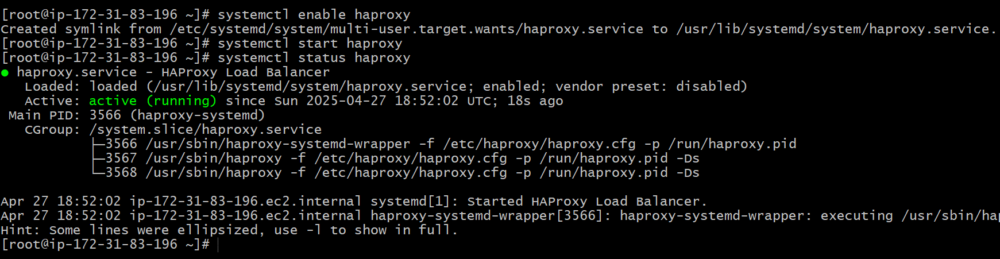 [root@ip-172-31-83-196 ~]# systemctl enable haproxy
Created symlink from /etc/systemd/system/multi-user.target.wants/haproxy.service to /usr/lib/systemd/system/haproxy.service.
[root@ip-172-31-83-196 ~]# systemctl start haproxy
[root@ip-172-31-83-196 ~]# systemctl status haproxy
● haproxy.service - HAProxy Load Balancer
   Loaded: loaded (/usr/lib/systemd/system/haproxy.service; enabled; vendor preset: disabled)
   Active: active (running) since Sun 2025-04-27 18:52:02 UTC; 18s ago
 Main PID: 3566 (haproxy-systemd)
   CGroup: /system.slice/haproxy.service
           ├─3566 /usr/sbin/haproxy-systemd-wrapper -f /etc/haproxy/haproxy.cfg -p /run/haproxy.pid
           ├─3567 /usr/sbin/haproxy -f /etc/haproxy/haproxy.cfg -p /run/haproxy.pid -Ds
           └─3568 /usr/sbin/haproxy -f /etc/haproxy/haproxy.cfg -p /run/haproxy.pid -Ds
Apr 27 18:52:02 ip-172-31-83-196.ec2.internal systemd[1]: Started HAProxy Load Balancer.
Apr 27 18:52:02 ip-172-31-83-196.ec2.internal haproxy-systemd-wrapper[3566]: haproxy-systemd-wrapper: executing /usr/sbin/hap
Hint: Some lines were ellipsized, use -l to show in full.
[root@ip-172-31-83-196 ~]#